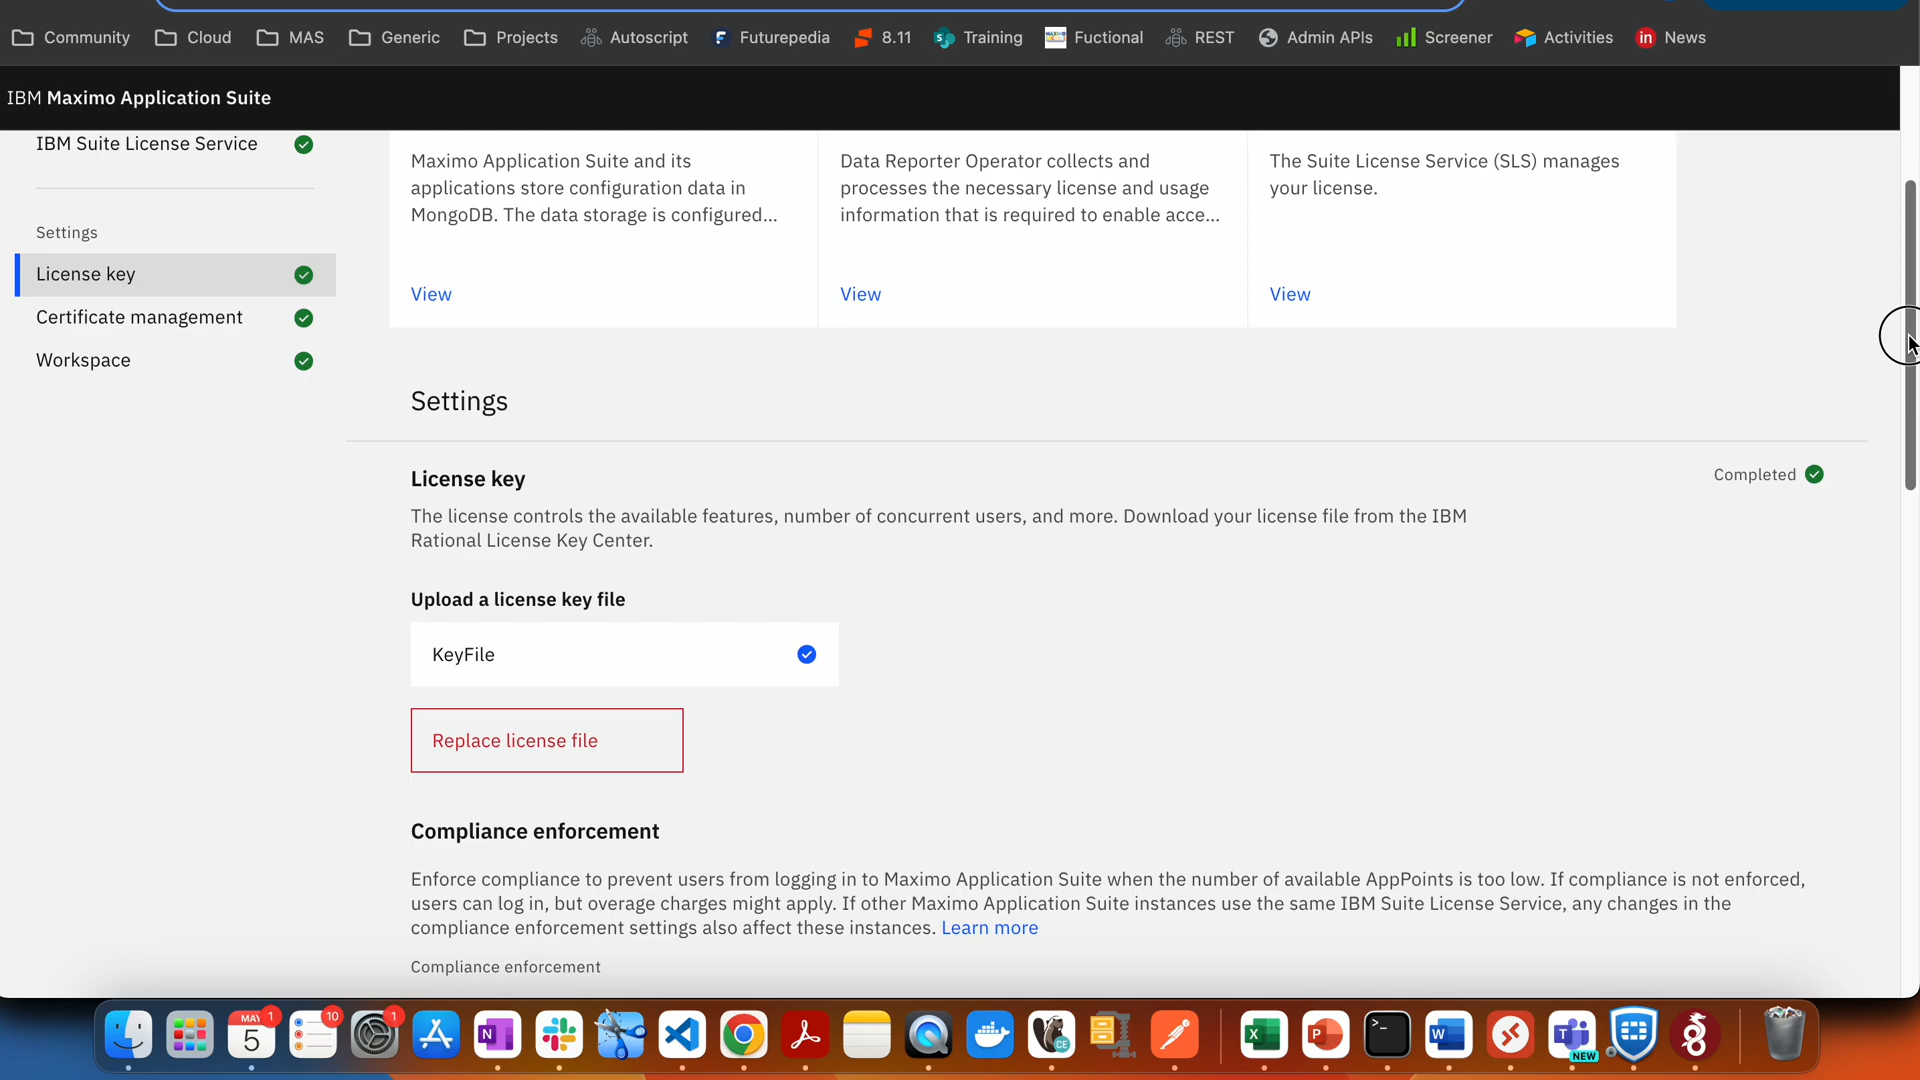 Community Cloud MAS Generic Projects Autoscript Futurepedia 8.11 Training Fuctional REST Admin APIs Screener Activities News
IBM Maximo Application Suite
IBM Suite License Service
Settings
License key
Certificate management
Workspace
Maximo Application Suite and its
applications store configuration data in
MongoDB. The data storage is configured...
View
Data Reporter Operator collects and
processes the necessary license and usage
information that is required to enable acce...
View
The Suite License Service (SLS) manages
your license.
View
Settings
License key
Completed
The license controls the available features, number of concurrent users, and more. Download your license file from the IBM
Rational License Key Center.
Upload a license key file
KeyFile
Replace license file
Compliance enforcement
Enforce compliance to prevent users from logging in to Maximo Application Suite when the number of available AppPoints is too low. If compliance is not enforced,
users can log in, but overage charges might apply. If other Maximo Application Suite instances use the same IBM Suite License Service, any changes in the
compliance enforcement settings also affect these instances. Learn more
Compliance enforcement
MAY 1 10 1
5 N CE X P W T NEW